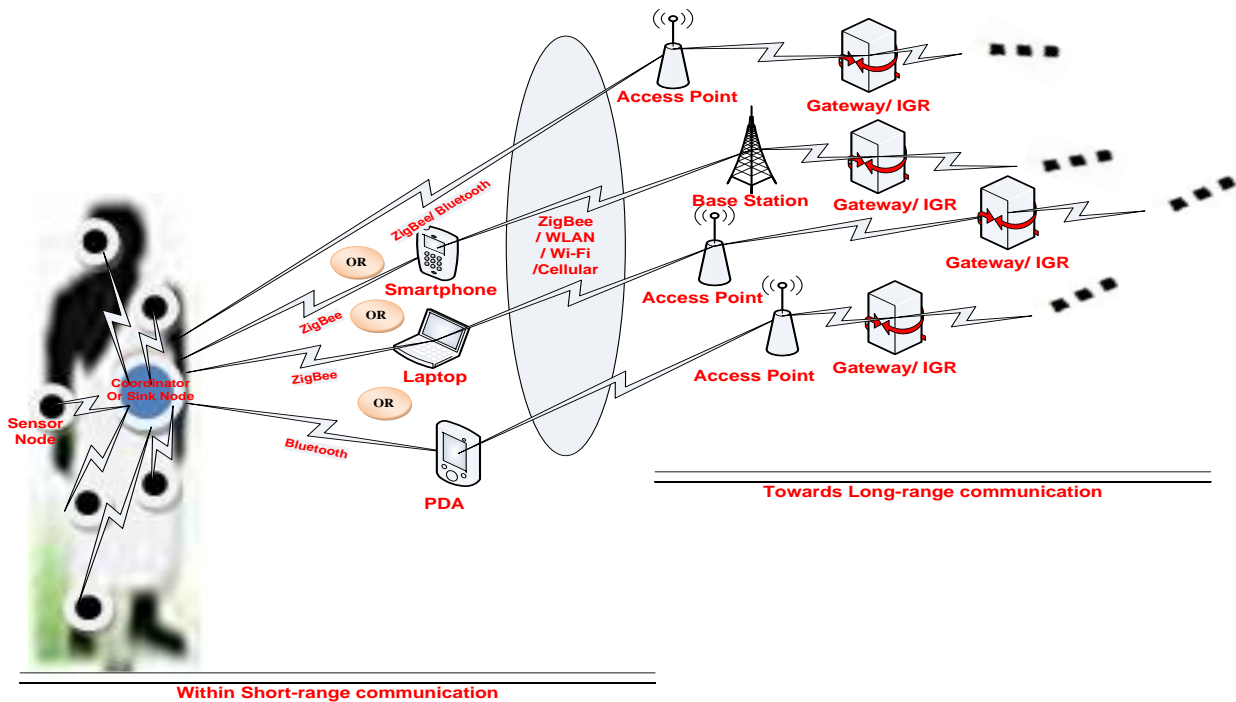 Access Point
Gateway/ IGR
Base Station
Gateway/ IGR
ZigBee/ Bluetooth
ZigBee
/ WLAN
/ Wi-Fi
/Cellular
OR
Smartphone
Access Point
Gateway/ IGR
ZigBee
OR
Laptop
Access Point
Gateway/ IGR
ZigBee
OR
Coordinator
Or Sink Node
Sensor
Node
Bluetooth
PDA
Towards Long-range communication
Within Short-range communication